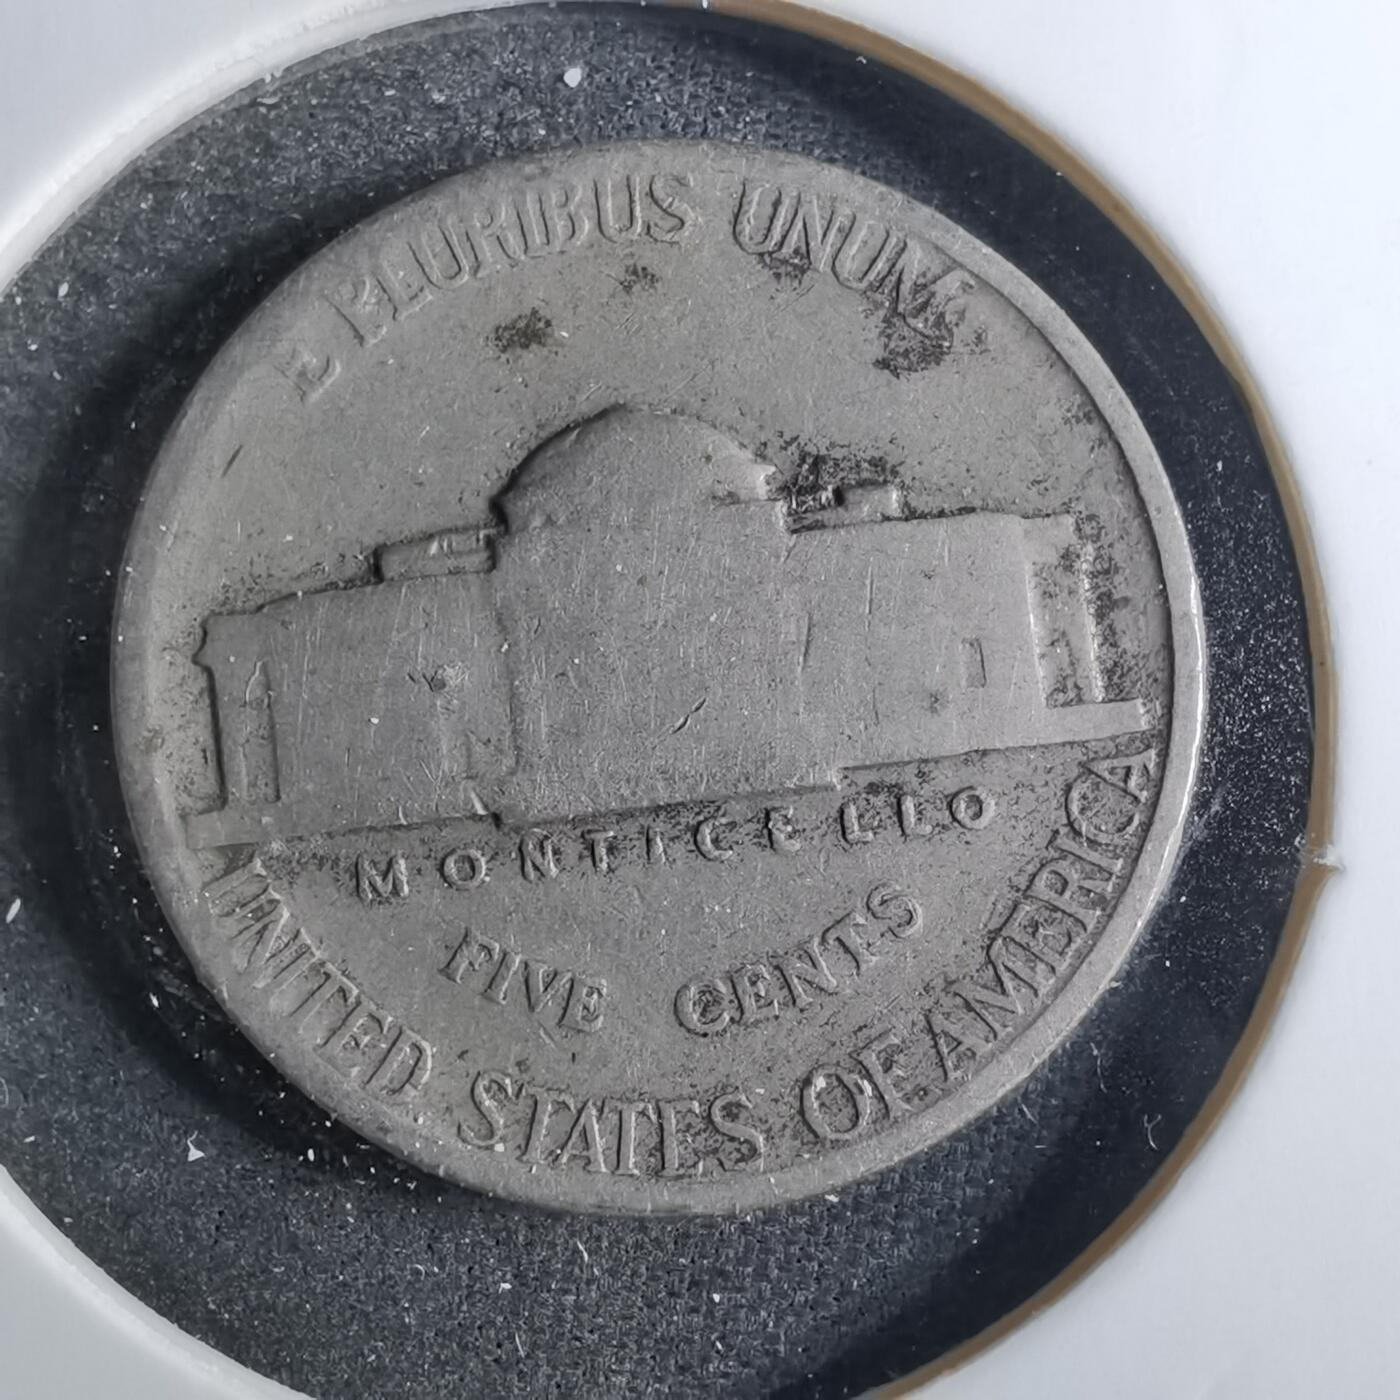 E PLURIBUS UNUM
MONTICELLO
FIVE CENTS
UNITED STATES OF AMERICA